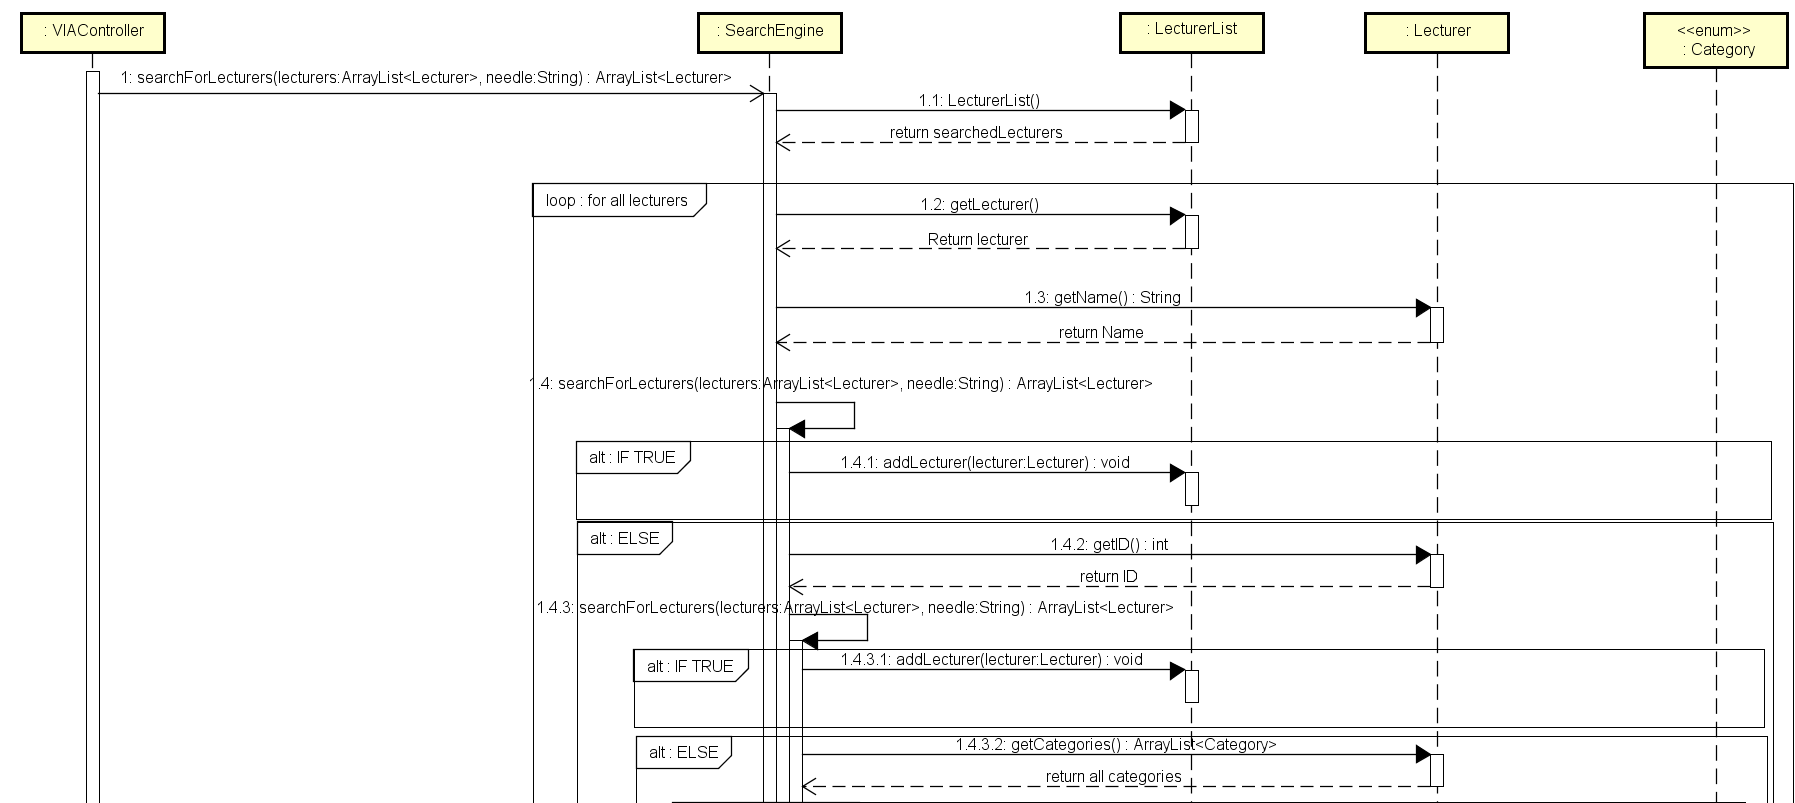 : VIAController
: SearchEngine
: LecturerList
: Lecturer
<<enum>>
: Category
1: searchForLecturers(lecturers:ArrayList<Lecturer>, needle:String) : ArrayList<Lecturer>
1.1: LecturerList()
return searchedLecturers
loop : for all lecturers
1.2: getLecturer()
Return lecturer
1.3: getName() : String
return Name
1.4: searchForLecturers(lecturers:ArrayList<Lecturer>, needle:String) : ArrayList<Lecturer>
alt : IF TRUE
1.4.1: addLecturer(lecturer:Lecturer) : void
alt : ELSE
1.4.2: getID() : int
return ID
1.4.3: searchForLecturers(lecturers:ArrayList<Lecturer>, needle:String) : ArrayList<Lecturer>
alt : IF TRUE
1.4.3.1: addLecturer(lecturer:Lecturer) : void
alt : ELSE
1.4.3.2: getCategories() : ArrayList<Category>
return all categories